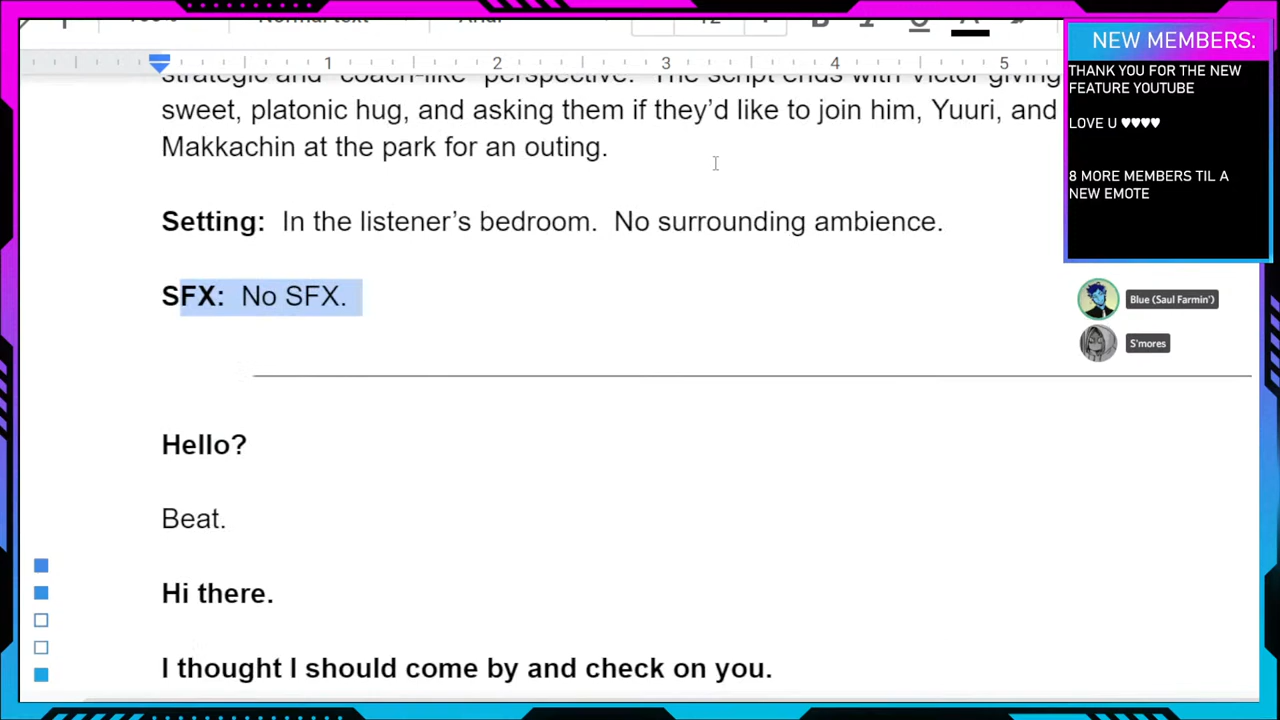 1 2 3 4 5
strategic and "coach-like" perspective. The script ends with Victor giving
sweet, platonic hug, and asking them if they'd like to join him, Yuuri, and
Makkachin at the park for an outing.
Setting: In the listener's bedroom. No surrounding ambience.
SFX: No SFX.
Hello?
Beat.
Hi there.
I thought I should come by and check on you.
NEW MEMBERS:
THANK YOU FOR THE NEW
FEATURE YOUTUBE
LOVE U ♥♥♥♥
8 MORE MEMBERS TIL A
NEW EMOTE
Blue (Saul Farmin')
S'mores